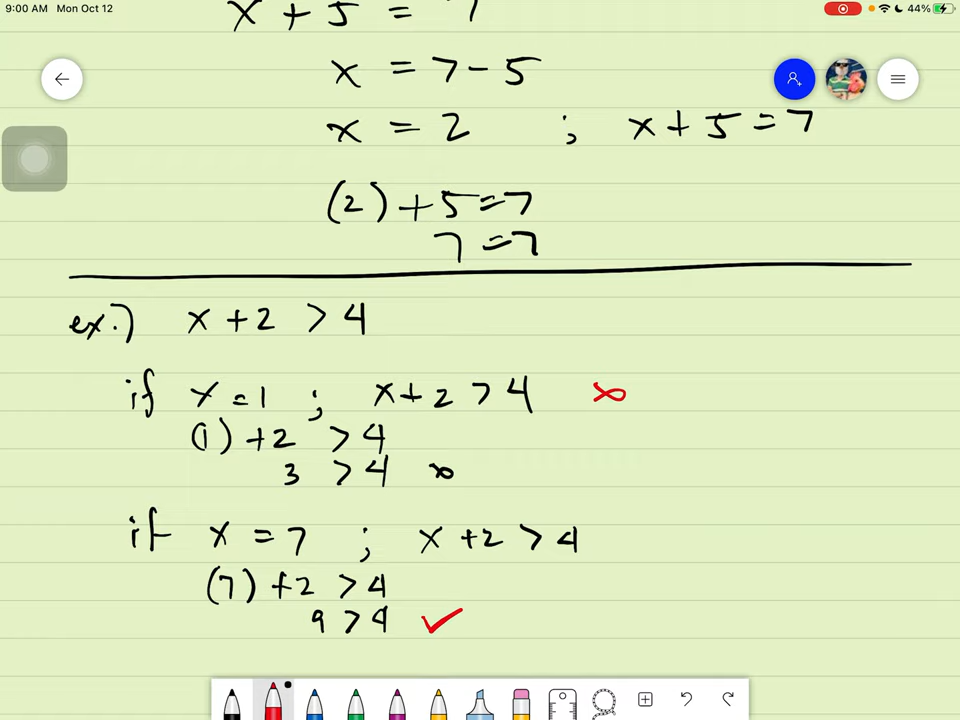 9:00 AM Mon Oct 12
44%
x + 5 = 7
x = 7 - 5
x = 2 ; x + 5 = 7
(2) + 5 = 7
7 = 7
ex.) x + 2 > 4
if x = 1 ; x + 2 > 4 ×
(1) + 2 > 4
3 > 4 ×
if x = 7 ; x + 2 > 4
(7) + 2 > 4
9 > 4 ✓